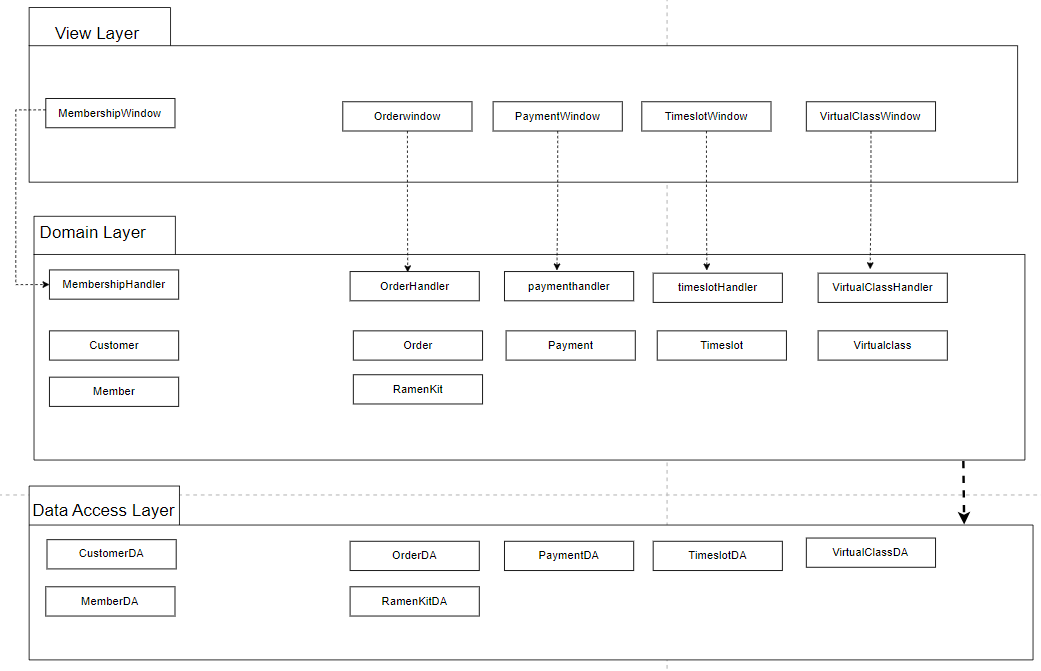 View Layer
MembershipWindow
Orderwindow
PaymentWindow
TimeslotWindow
VirtualClassWindow
Domain Layer
MembershipHandler
OrderHandler
paymenthandler
timeslotHandler
VirtualClassHandler
Customer
Order
Payment
Timeslot
Virtualclass
Member
RamenKit
Data Access Layer
CustomerDA
OrderDA
PaymentDA
TimeslotDA
VirtualClassDA
MemberDA
RamenKitDA